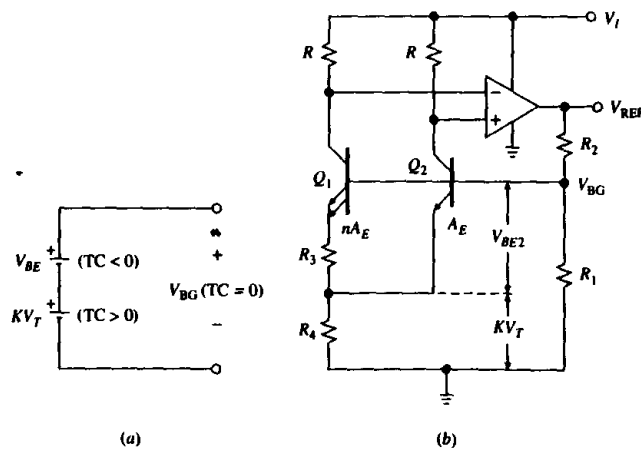 V_BE + (TC < 0)
KV_T + (TC > 0)
+
V_BG (TC = 0)
−
(a)
V_I
R
R
−
+
V_REF
R_2
Q_1
Q_2
V_BG
nA_E
A_E
V_BE2
R_3
R_1
KV_T
R_4
(b)